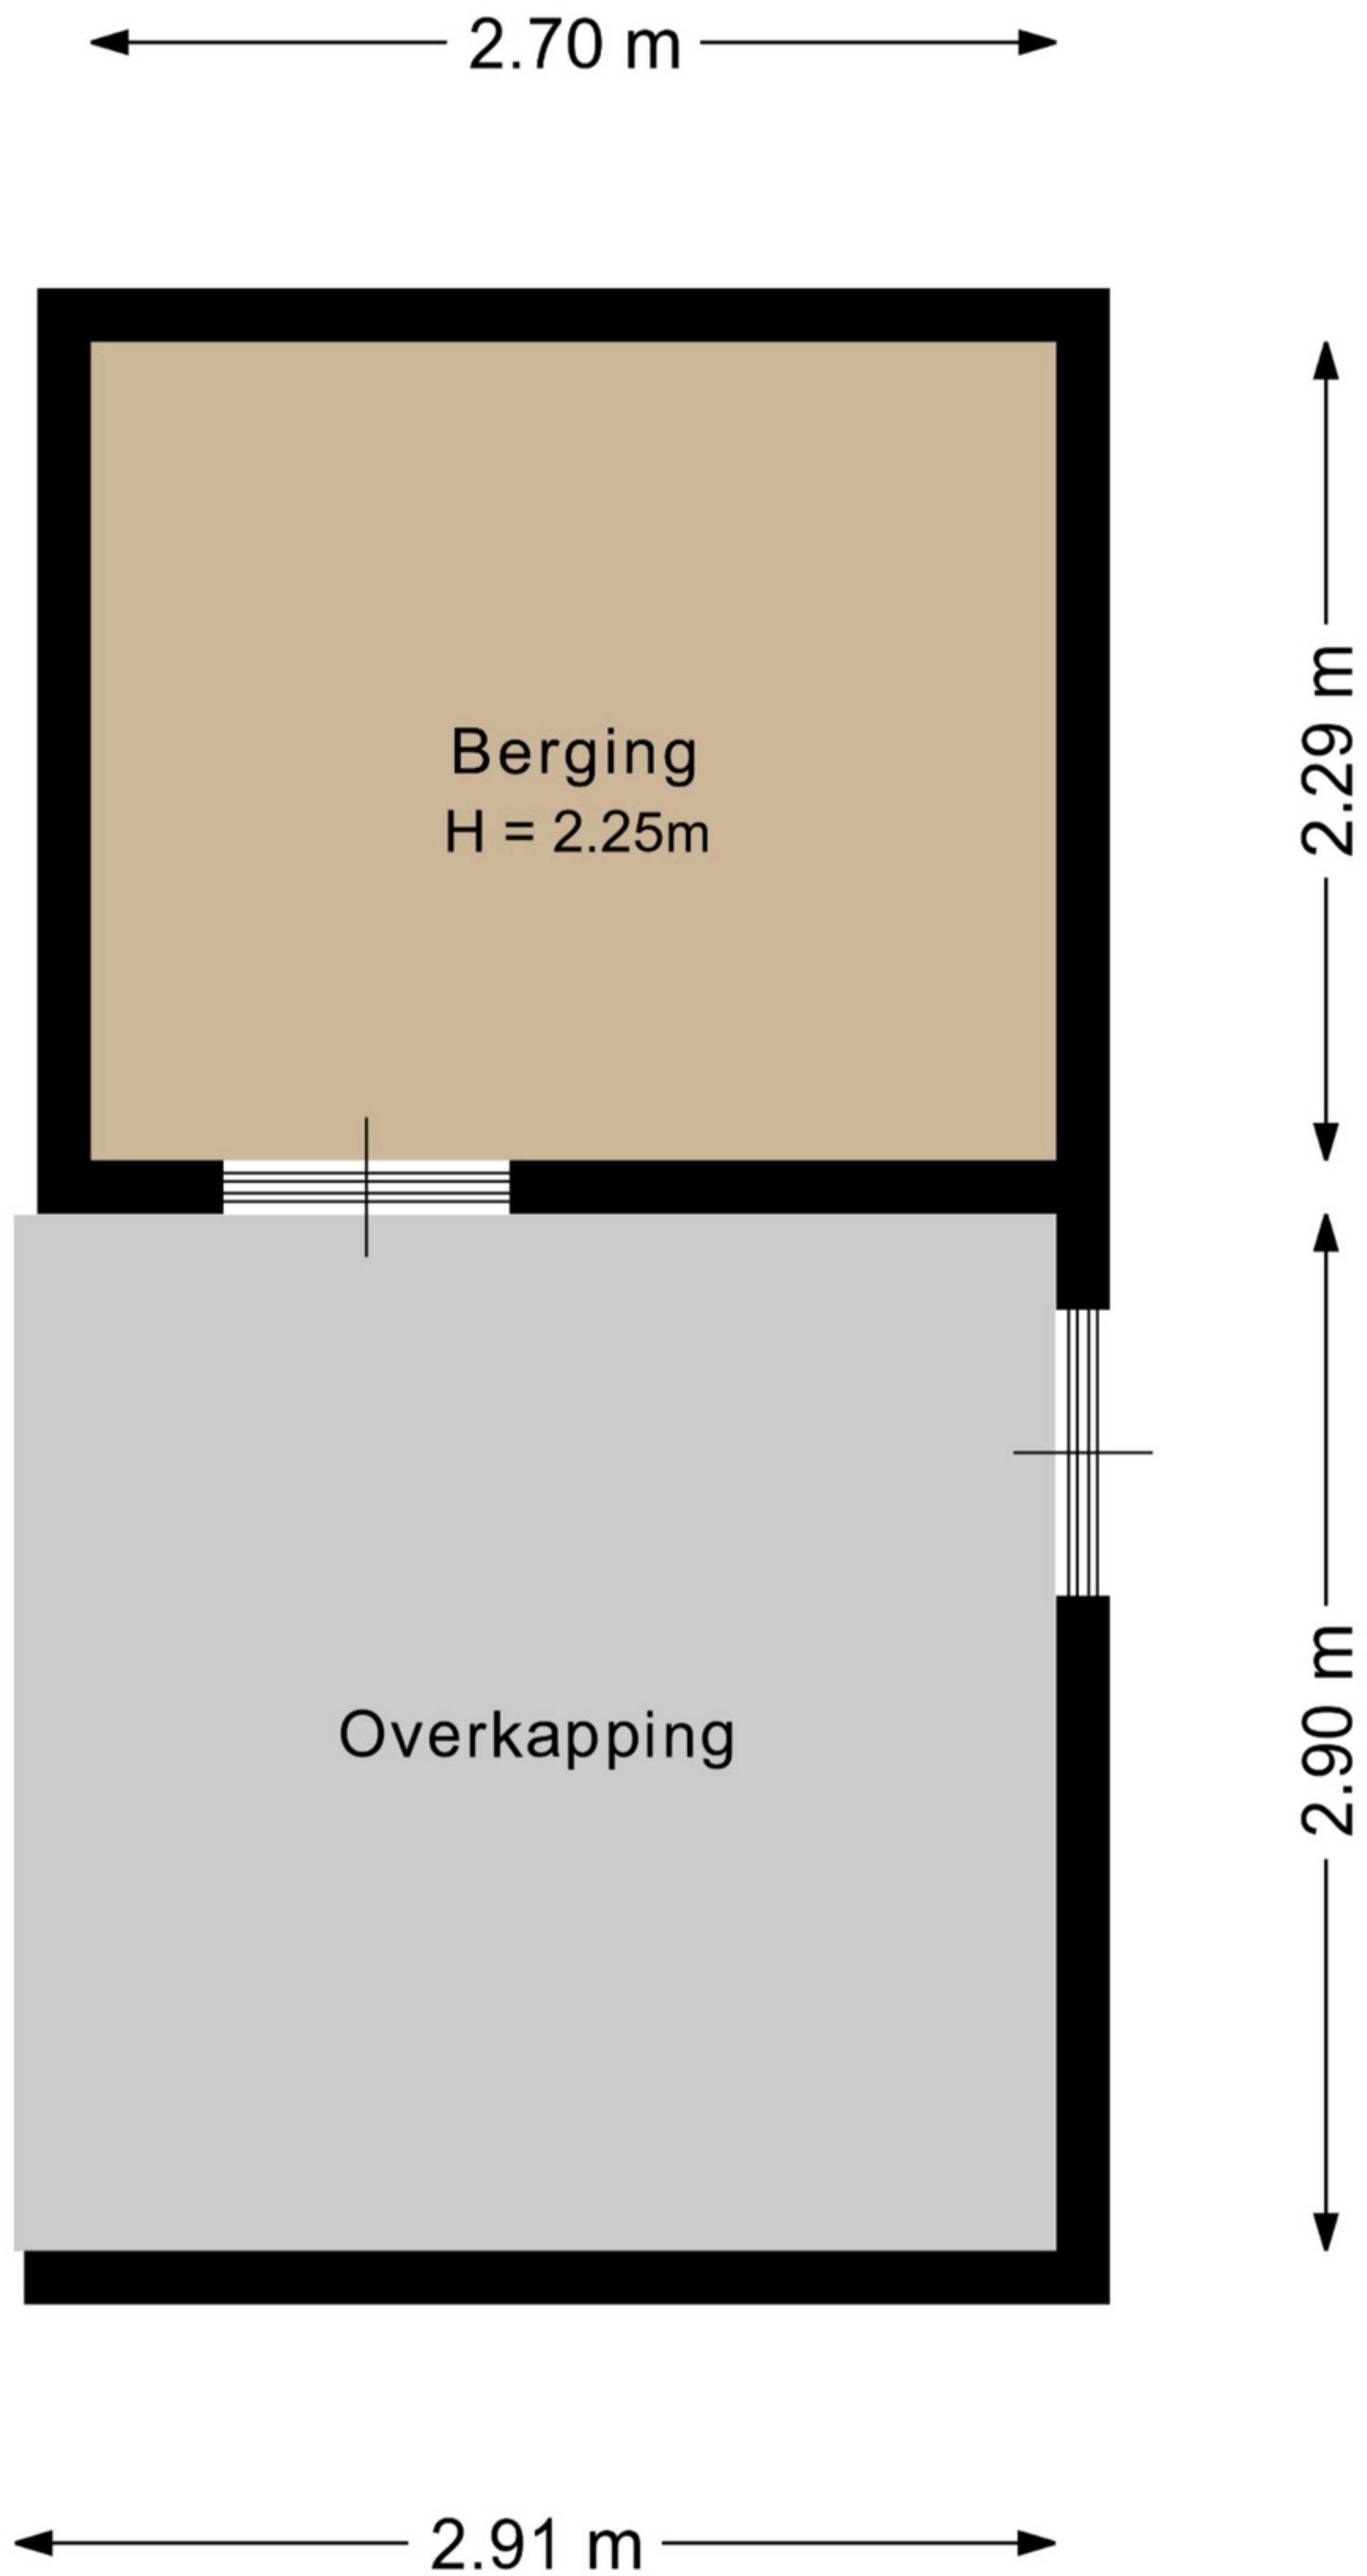 2.70 m
Berging
H = 2.25m
2.29 m
Overkapping
2.90 m
2.91 m